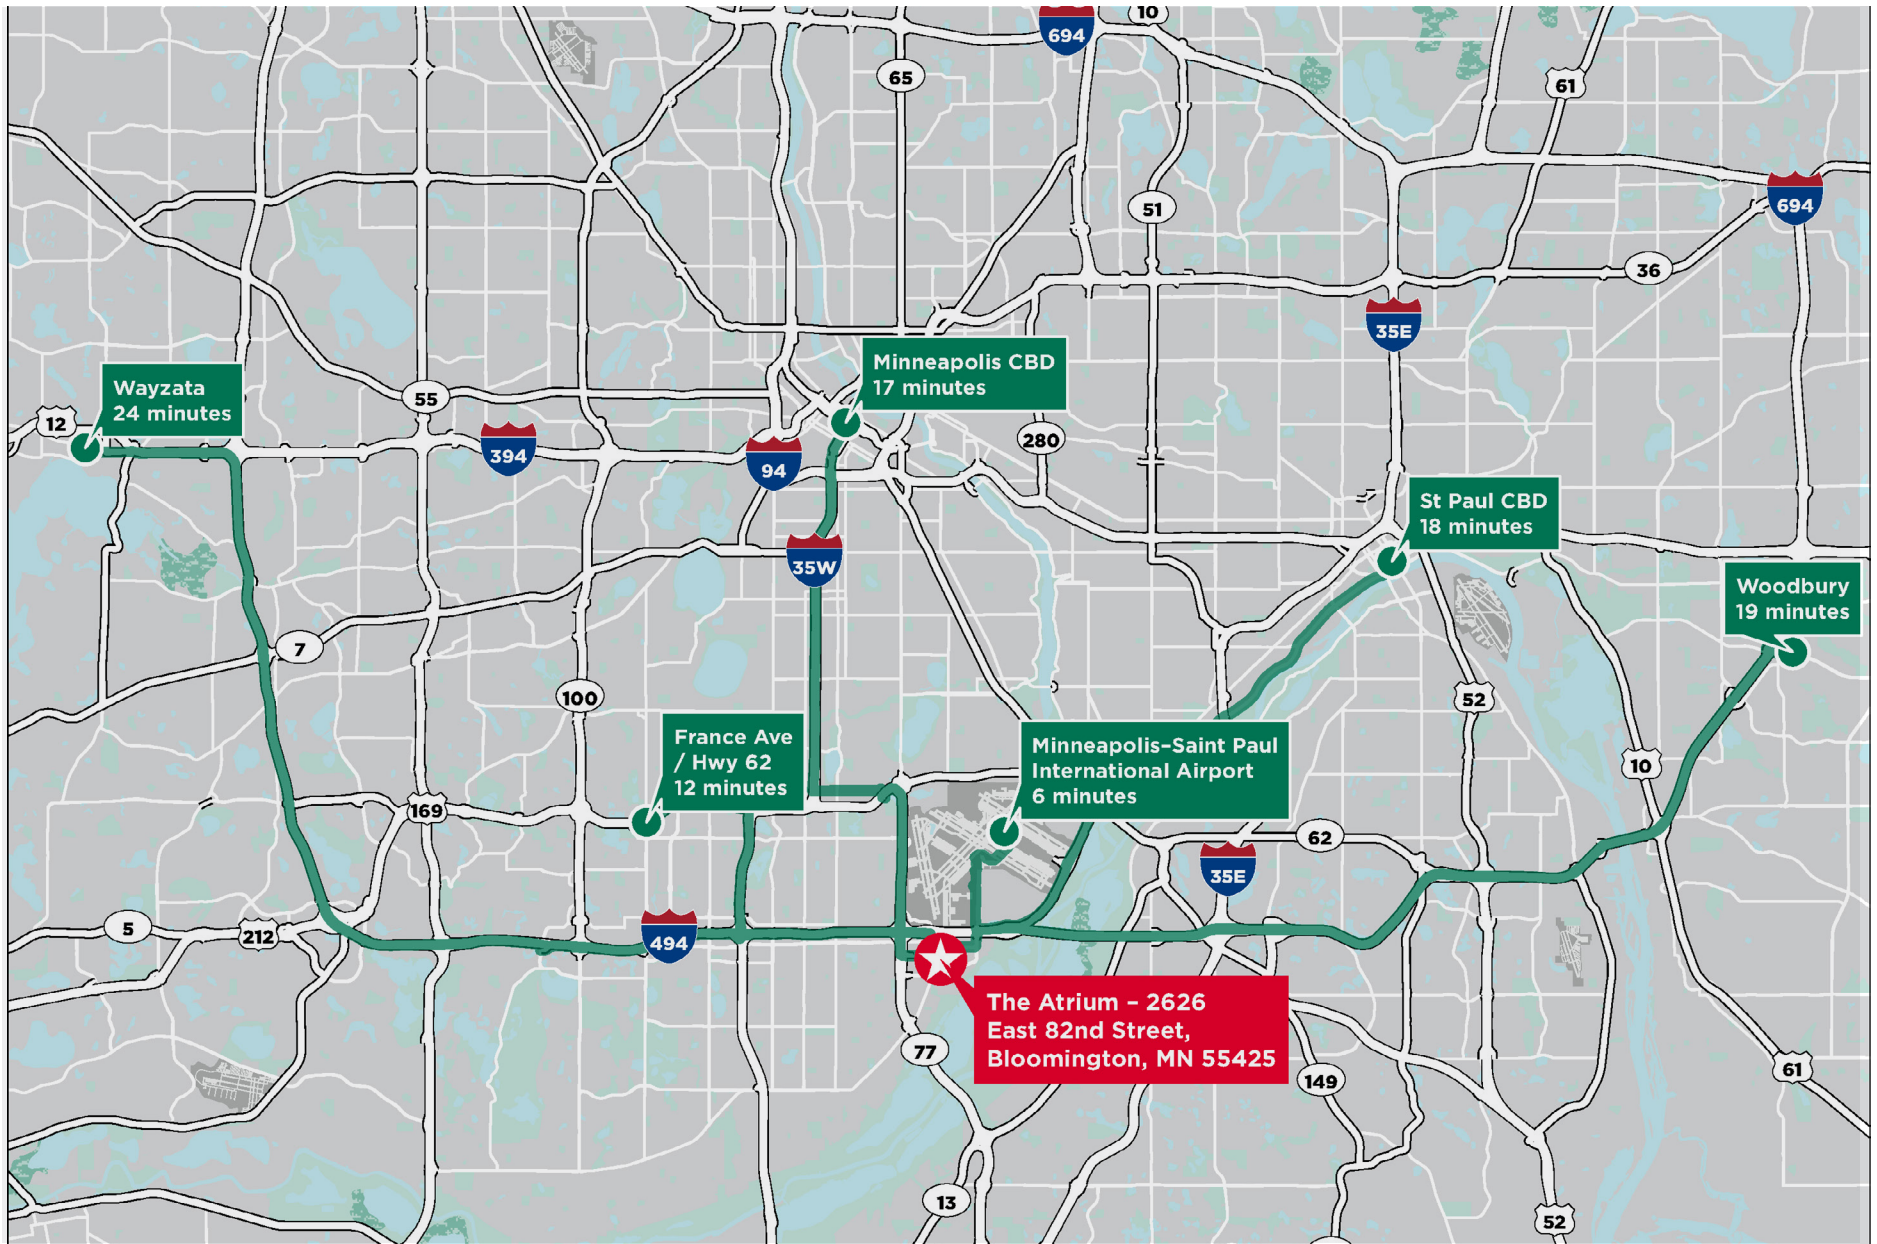 10
694
65
61
51
694
36
35E
Minneapolis CBD
17 minutes
Wayzata
24 minutes
55
12
394
94
280
St Paul CBD
18 minutes
35W
Woodbury
19 minutes
7
100
52
France Ave
/ Hwy 62
12 minutes
Minneapolis–Saint Paul
International Airport
6 minutes
10
169
62
35E
5
212
494
The Atrium – 2626
East 82nd Street,
Bloomington, MN 55425
77
149
61
13
52